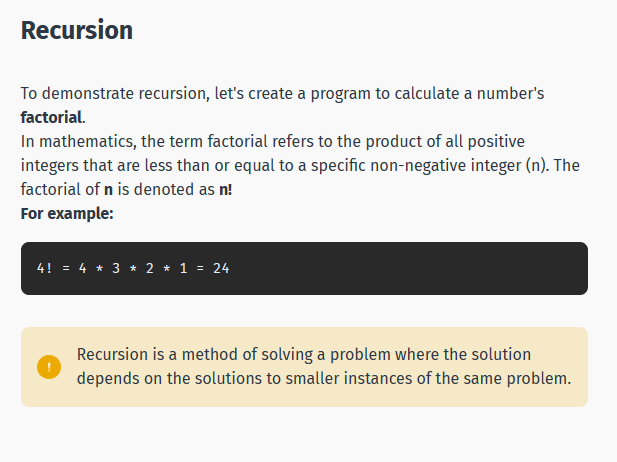 Recursion
To demonstrate recursion, let's create a program to calculate a number's
factorial.
In mathematics, the term factorial refers to the product of all positive
integers that are less than or equal to a specific non-negative integer (n). The
factorial of n is denoted as n!
For example:
4! = 4 * 3 * 2 * 1 = 24
!
Recursion is a method of solving a problem where the solution
depends on the solutions to smaller instances of the same problem.